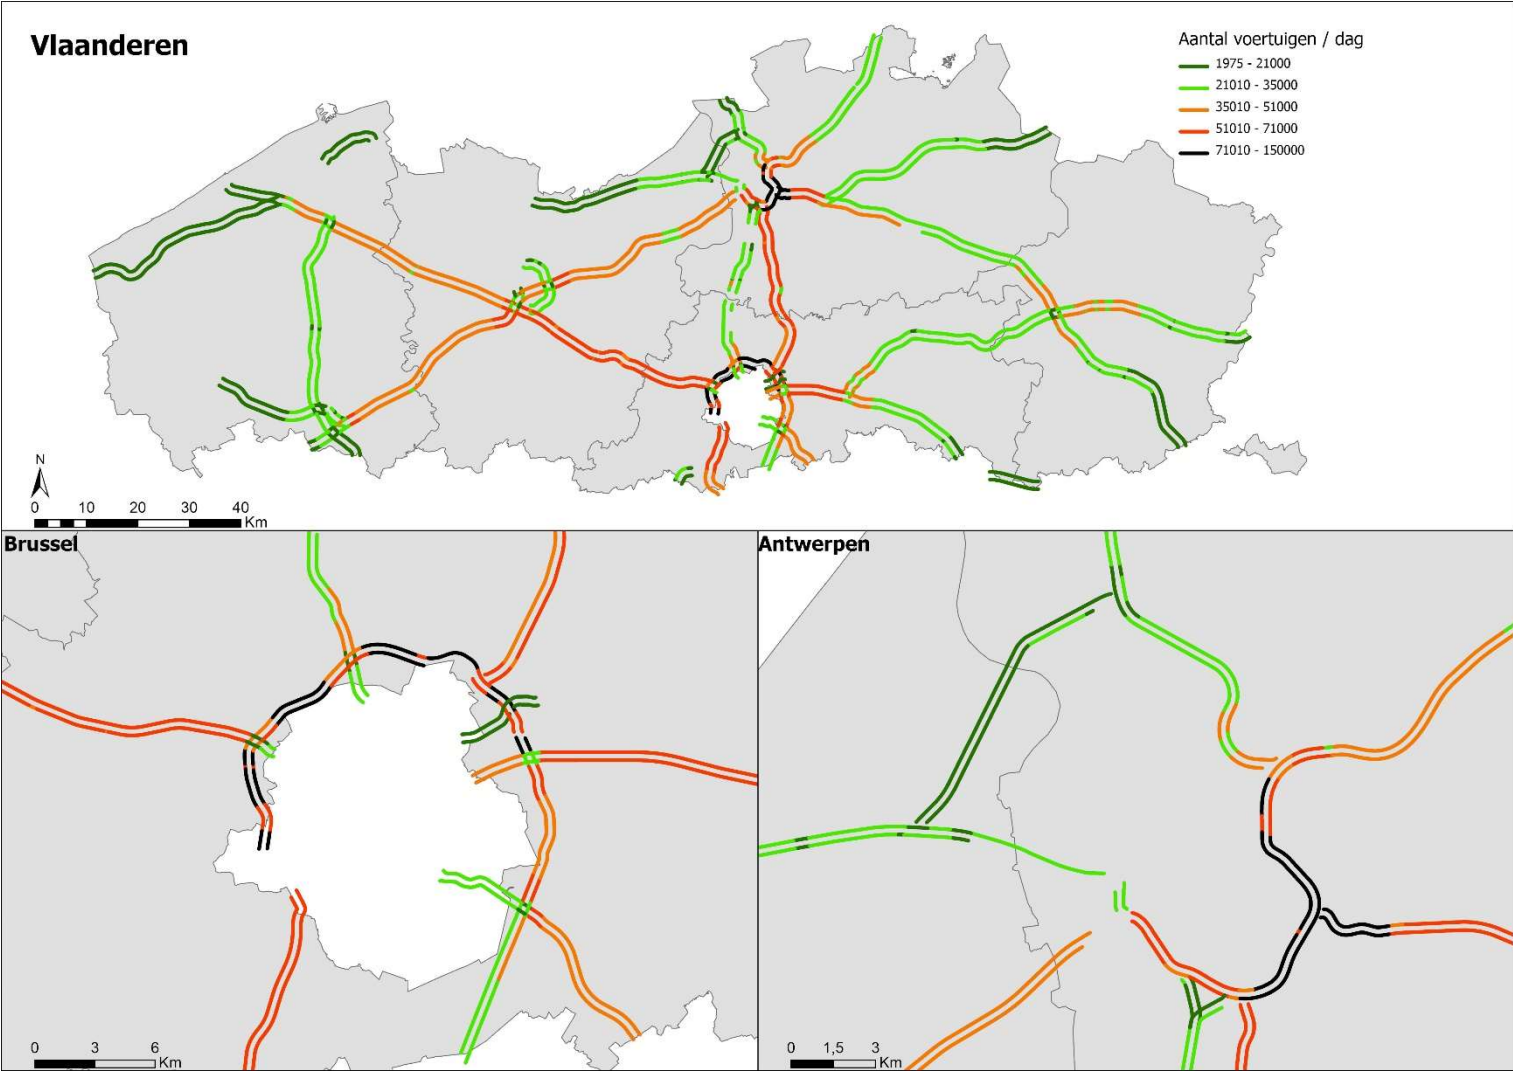 Vlaanderen
Aantal voertuigen / dag
1975 - 21000
21010 - 35000
35010 - 51000
51010 - 71000
71010 - 150000
N
0 10 20 30 40
Km
Brussel
0 3 6
Km
Antwerpen
0 1,5 3
Km